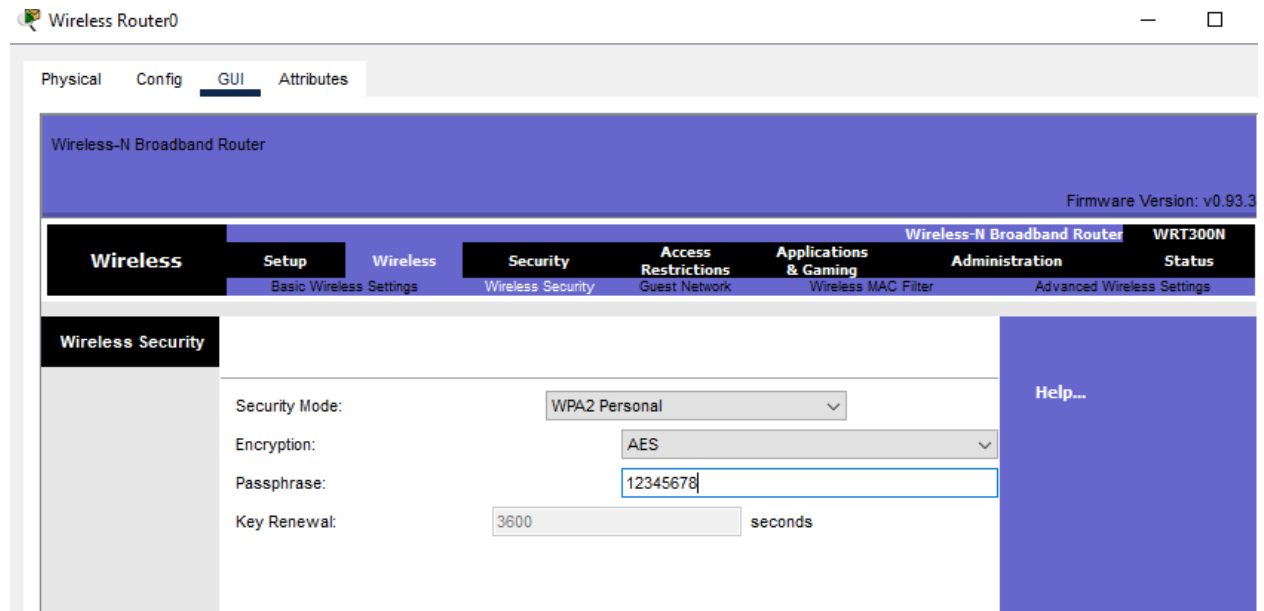 Wireless Router0
Physical Config GUI Attributes
Wireless-N Broadband Router
Firmware Version: v0.93.3
Wireless-N Broadband Router WRT300N
Wireless
Setup Wireless Security Access Restrictions Applications & Gaming Administration Status
Basic Wireless Settings Wireless Security Guest Network Wireless MAC Filter Advanced Wireless Settings
Wireless Security
Help...
Security Mode: WPA2 Personal
Encryption: AES
Passphrase: 12345678
Key Renewal: 3600 seconds